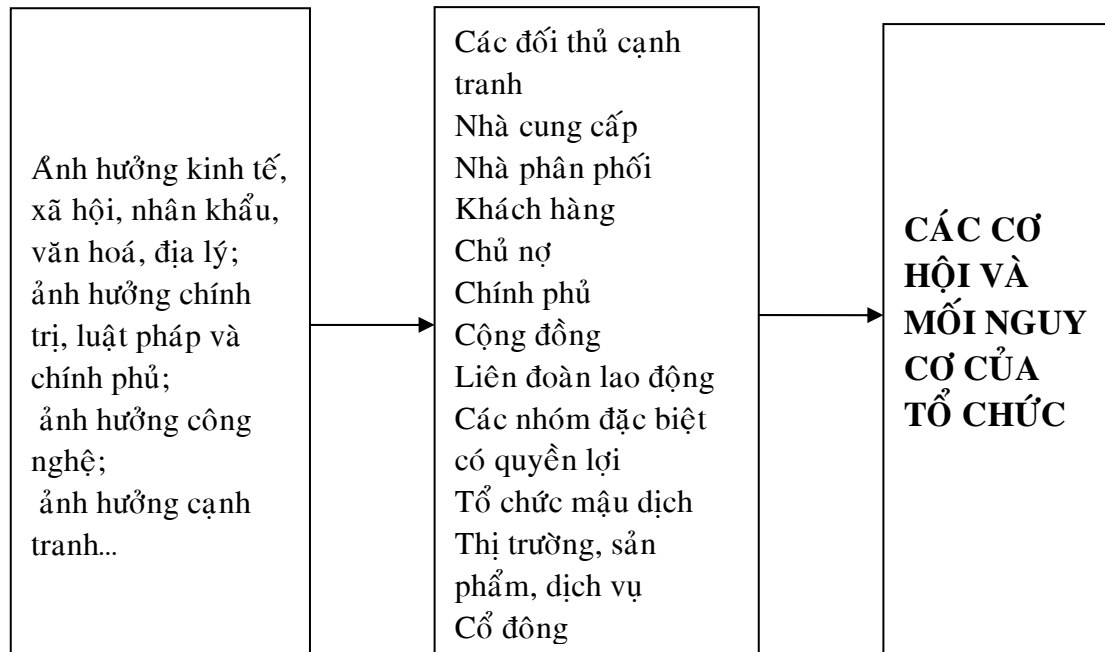 Ảnh hưởng kinh tế,
xã hội, nhân khẩu,
văn hoá, địa lý;
ảnh hưởng chính
trị, luật pháp và
chính phủ;
ảnh hưởng công
nghệ;
ảnh hưởng cạnh
tranh...
Các đối thủ cạnh
tranh
Nhà cung cấp
Nhà phân phối
Khách hàng
Chủ nợ
Chính phủ
Cộng đồng
Liên đoàn lao động
Các nhóm đặc biệt
có quyền lợi
Tổ chức mậu dịch
Thị trường, sản
phẩm, dịch vụ
Cổ đông
CÁC CƠ
HỘI VÀ
MỐI NGUY
CƠ CỦA
TỔ CHỨC